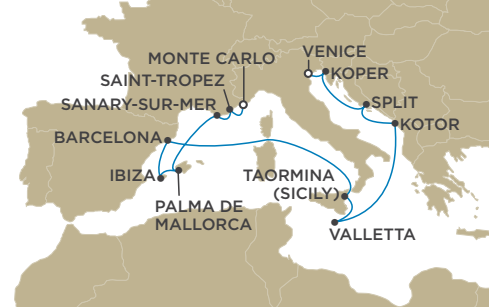 MONTE CARLO
VENICE
SAINT-TROPEZ
KOPER
SANARY-SUR-MER
SPLIT
BARCELONA
KOTOR
IBIZA
TAORMINA
(SICILY)
PALMA DE
MALLORCA
VALLETTA